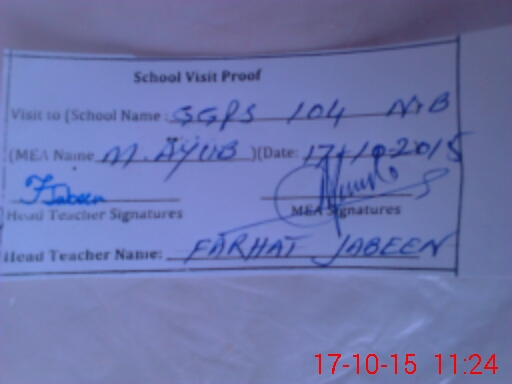 School Visit Proof
Visit to (School Name: GGPS 104 NB
(MEA Name M. AYUB )(Date: 17-10-2015
F Jabeen
Head Teacher Signatures MEA Signatures
Head Teacher Name: FARHAT JABEEN
17-10-15 11:24